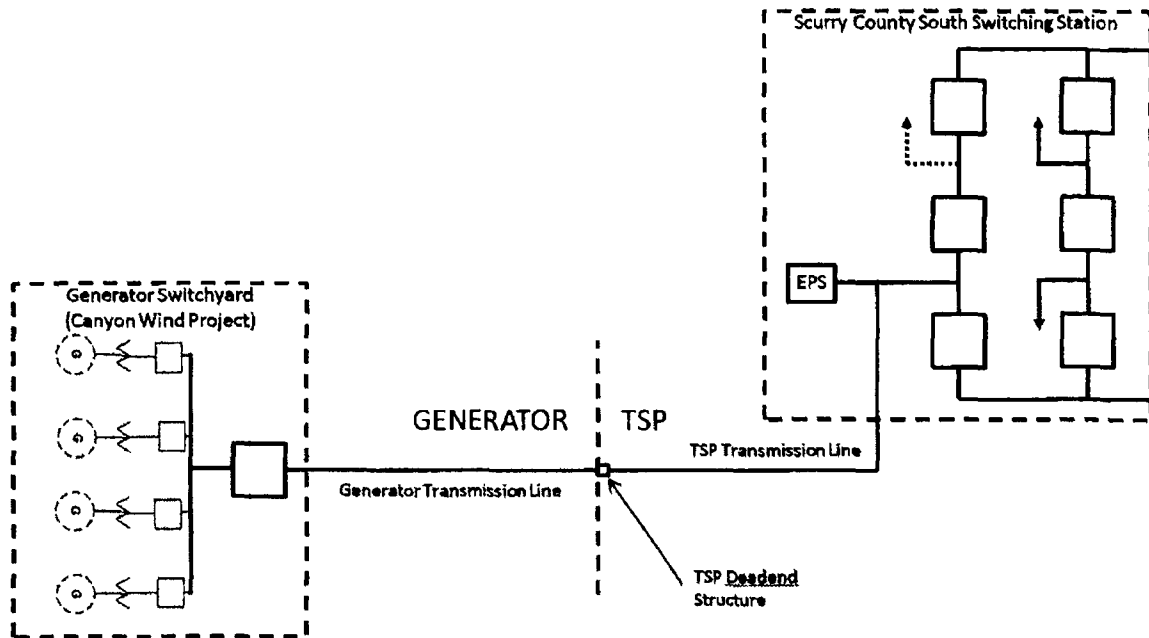 Scurry County South Switching Station
EPS
Generator Switchyard
(Canyon Wind Project)
GENERATOR
TSP
TSP Transmission Line
Generator Transmission Line
TSP Deadend
Structure